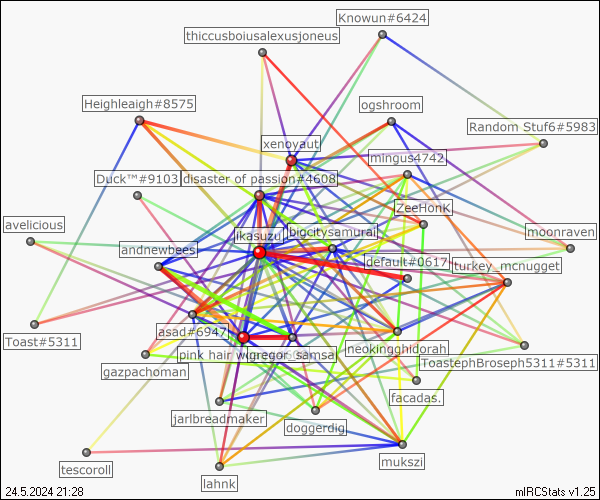 Knowun#6424
thiccusboiusalexusjoneus
Heighleaigh#8575
ogshroom
Random Stuf6#5983
xenoyaut
mingus4742
Duck™#9103
disaster of passion#4608
ZeeHonK
avelicious
ikasuzu
bigcitysamurai
moonraven
andnewbees
default#0617
turkey_mcnugget
Toast#5311
asad#6947
pink hair
gregor_samsa
neokingghidorah
ToastephBroseph5311#5311
gazpachoman
facadas.
jarlbreadmaker
doggerdig
mukszi
tescoroll
lahnk
24.5.2024 21:28
mIRCStats v1.25